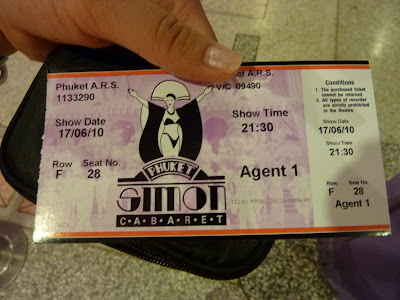 Phuket A.R.S.
1133290
Show Date
17/06/10
Row Seat No.
F 28
PHUKET
SIMON
C·A·B·A·R·E·T
et A.R.S.
V/C 09490
Show Time
21:30
Agent 1
Conditions
1. The purchased ticket
cannot be returned
2. All types of recorder
are strictly prohibited
in the theatre
Show Date
17/06/10
Show Time
21:30
Row Seat No.
F 28
Agent 1